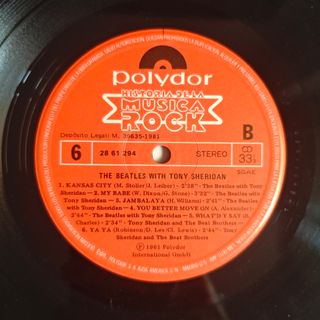 polydor
HISTORIA DE LA
MUSICA
ROCK
Depósito Legal: M. 39635-1981
6
28 61 294
STEREO
B
33⅓
SGAE
THE BEATLES WITH TONY SHERIDAN
1. KANSAS CITY (M. Stoller/J. Leiber) - 2'38" - The Beatles with Tony
Sheridan - 2. MY BABE (W. Dixon/G. Stone) - 3'22" - The Beatles with
Tony Sheridan - 3. JAMBALAYA (H. Williams) - 2'41" - The Beatles
with Tony Sheridan - 4. YOU BETTER MOVE ON (A. Alexander) -
2'44" - The Beatles with Tony Sheridan - 5. WHAT'D Y SAY (R.
Charles) - 2'34" - Tony Sheridan and The Beat Brothers -
6. YA YA (Robinson/D. Les/Cl. Lewis) - 2'44" - Tony
Sheridan and The Beat Brothers
℗ 1961 Polydor
International GmbH